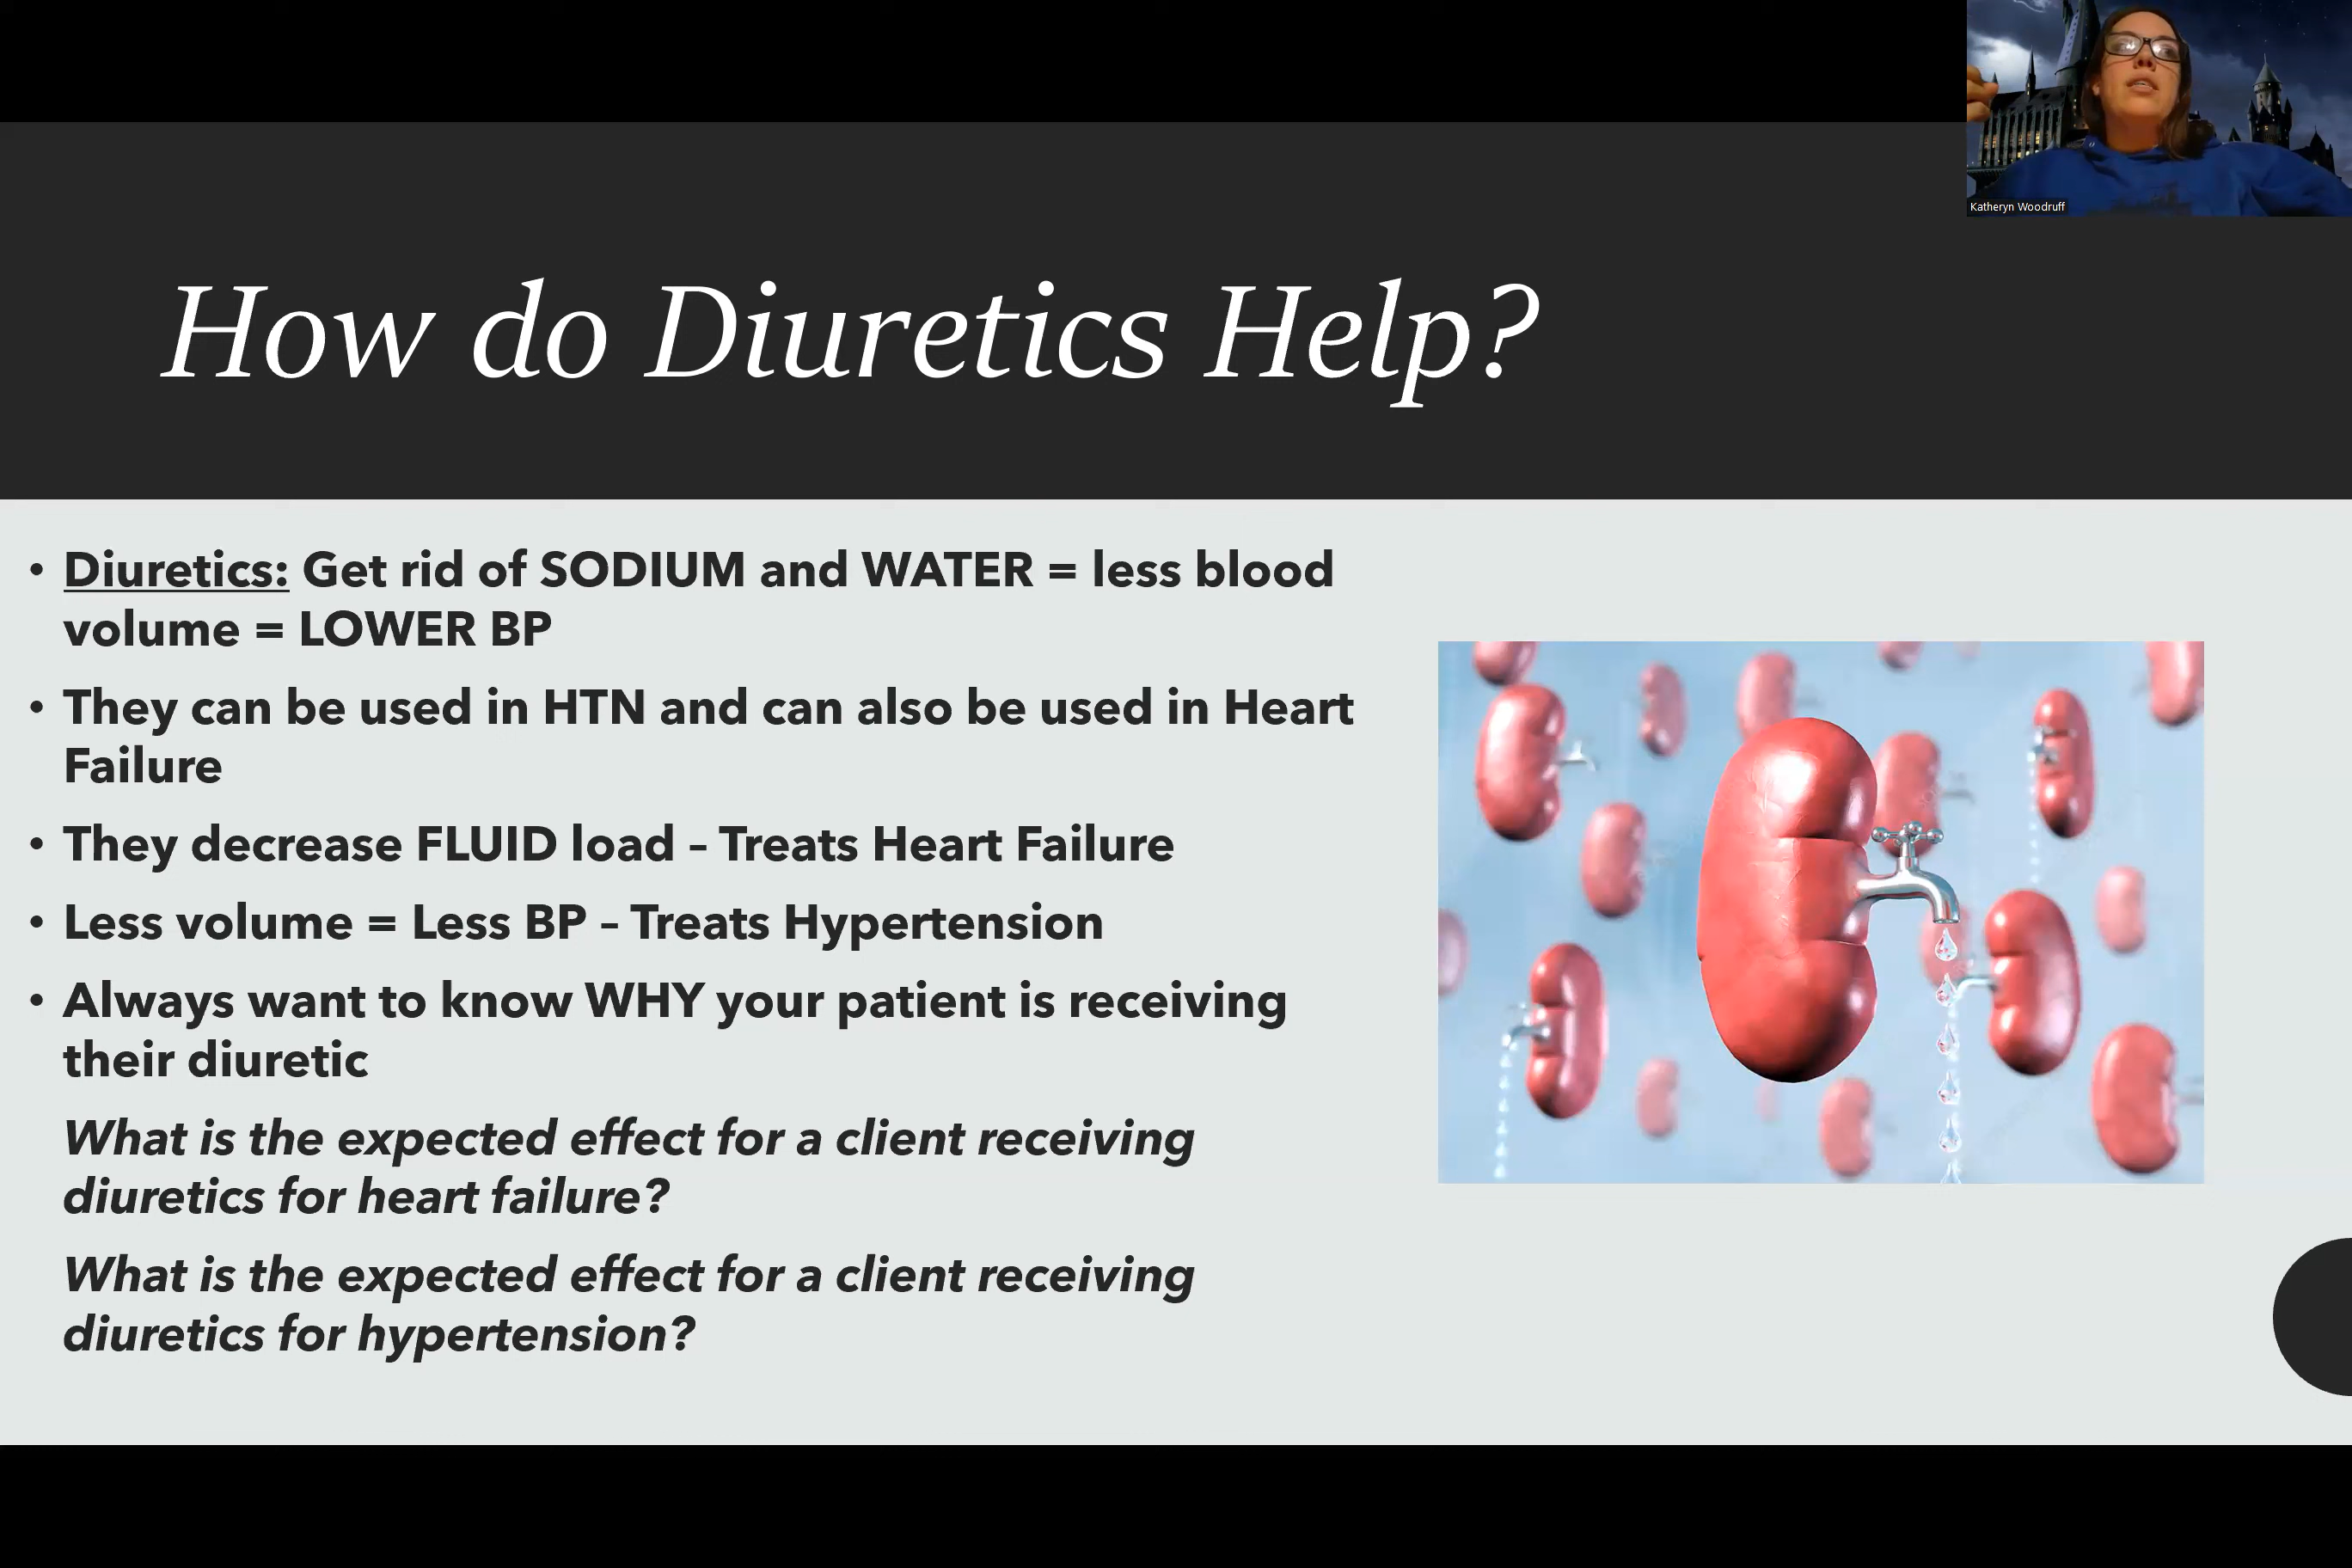 Katheryn Woodruff
How do Diuretics Help?
• Diuretics: Get rid of SODIUM and WATER = less blood
volume = LOWER BP
• They can be used in HTN and can also be used in Heart
Failure
• They decrease FLUID load – Treats Heart Failure
• Less volume = Less BP – Treats Hypertension
• Always want to know WHY your patient is receiving
their diuretic
What is the expected effect for a client receiving
diuretics for heart failure?
What is the expected effect for a client receiving
diuretics for hypertension?